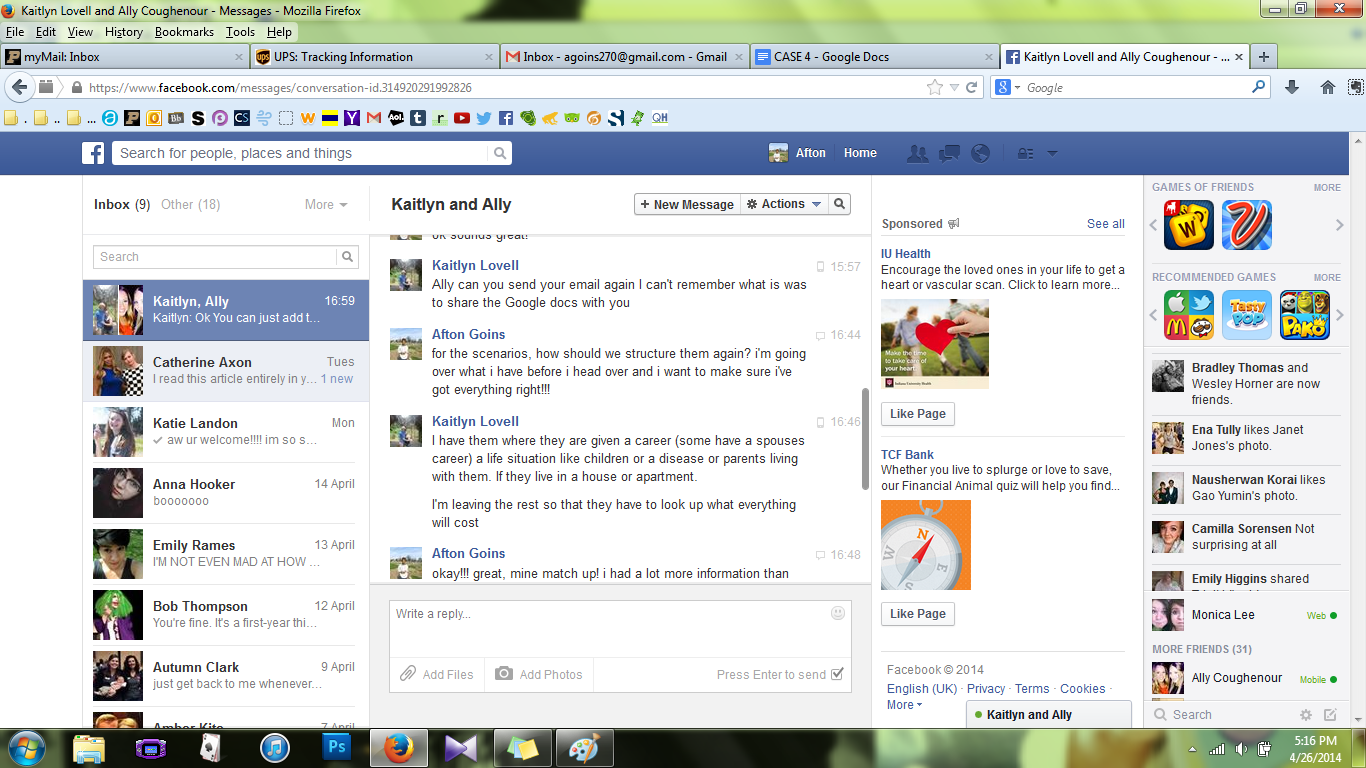 Kaitlyn Lovell and Ally Coughenour - Messages - Mozilla Firefox
File Edit View History Bookmarks Tools Help
myMail: Inbox
UPS: Tracking Information
Inbox - agoins270@gmail.com - Gmail
CASE 4 - Google Docs
Kaitlyn Lovell and Ally Coughenour - ...
https://www.facebook.com/messages/conversation-id.314920291992826
Google
. .. ...
Search for people, places and things
Afton Home
Inbox (9) Other (18) More
Search
Kaitlyn, Ally 16:59
Kaitlyn: Ok You can just add t…
Catherine Axon Tues
I read this article entirely in y… 1 new
Katie Landon Mon
aw ur welcome!!!! im so s…
Anna Hooker 14 April
booooooo
Emily Rames 13 April
I'M NOT EVEN MAD AT HOW …
Bob Thompson 12 April
You're fine. It's a first-year thi…
Autumn Clark 9 April
just get back to me whenever…
Amber Kite 7 April
Kaitlyn and Ally
+ New Message Actions
ok sounds great!
Kaitlyn Lovell 15:57
Ally can you send your email again I can't remember what is was
to share the Google docs with you
Afton Goins 16:44
for the scenarios, how should we structure them again? i'm going
over what i have before i head over and i want to make sure i've
got everything right!!!
Kaitlyn Lovell 16:46
I have them where they are given a career (some have a spouses
career) a life situation like children or a disease or parents living
with them. If they live in a house or apartment.
I'm leaving the rest so that they have to look up what everything
will cost
Afton Goins 16:48
okay!!! great, mine match up! i had a lot more information than
Write a reply...
Add Files Add Photos Press Enter to send
Sponsored See all
IU Health
Encourage the loved ones in your life to get a
heart or vascular scan. Click to learn more...
Make the time
to take care of
your heart.
Indiana University Health
Like Page
TCF Bank
Whether you live to splurge or love to save,
our Financial Animal quiz will help you find...
N
W
S
Like Page
Facebook © 2014
English (UK) · Privacy · Terms · Cookies ·
More
Kaitlyn and Ally
GAMES OF FRIENDS MORE
W
RECOMMENDED GAMES MORE
Tasty
POP
PAKO
Bradley Thomas and
Wesley Horner are now
friends.
Ena Tully likes Janet
Jones's photo.
Nausherwan Korai likes
Gao Yumin's photo.
Camilla Sorensen Not
surprising at all
Emily Higgins shared
Monica Lee Web
MORE FRIENDS (31)
Ally Coughenour Mobile
Search
Ps
5:16 PM
4/26/2014